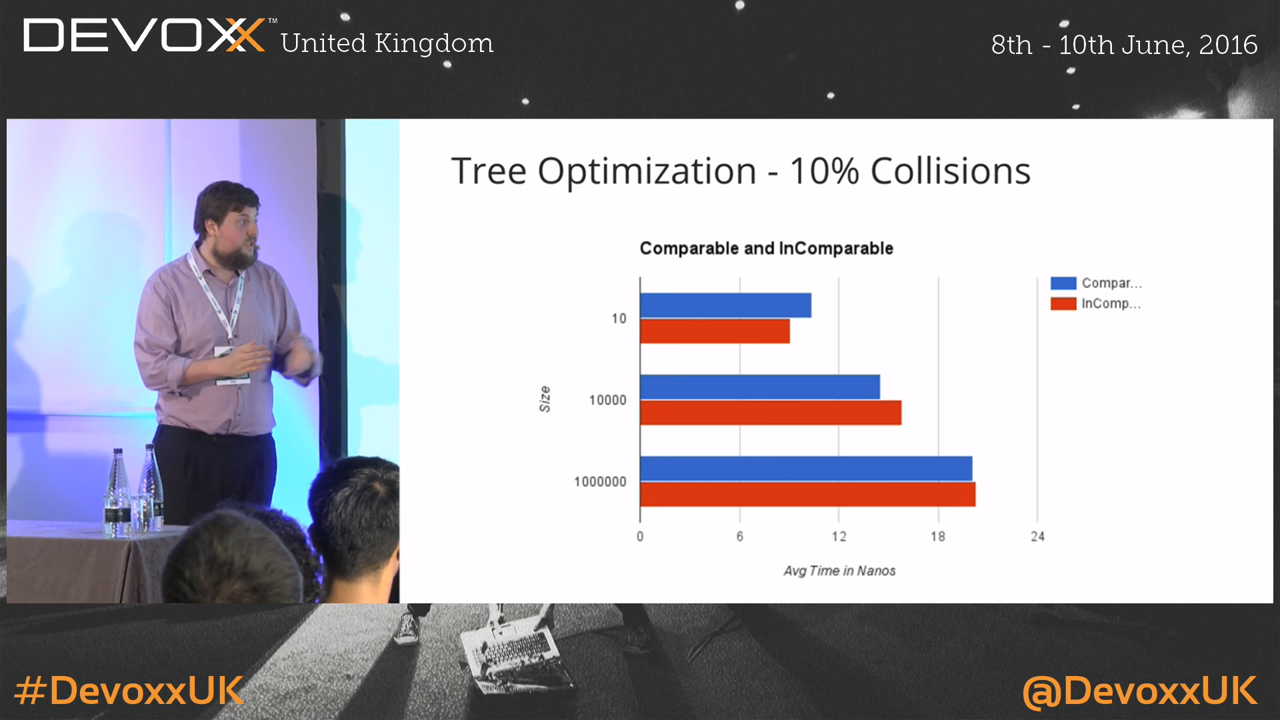 DEVOXX™ United Kingdom
8th - 10th June, 2016
Tree Optimization - 10% Collisions
Comparable and InComparable
Compar...
InComp...
10
10000
1000000
Size
0 6 12 18 24
Avg Time in Nanos
#DevoxxUK
@DevoxxUK